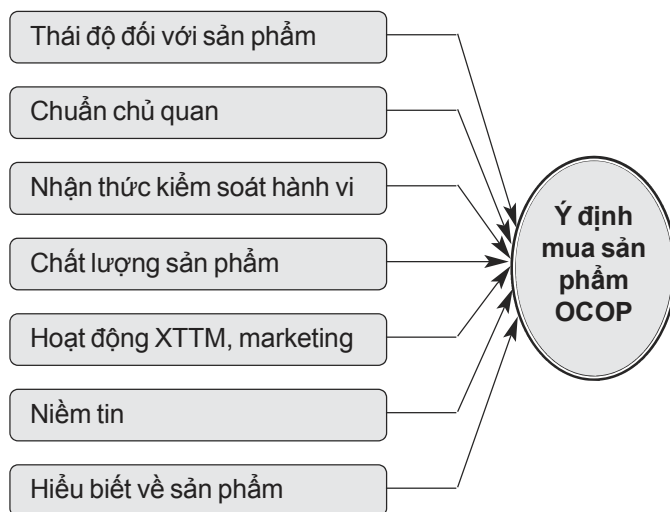 Thái độ đối với sản phẩm
Chuẩn chủ quan
Nhận thức kiểm soát hành vi
Chất lượng sản phẩm
Hoạt động XTTM, marketing
Niềm tin
Hiểu biết về sản phẩm
Ý định
mua sản
phẩm
OCOP